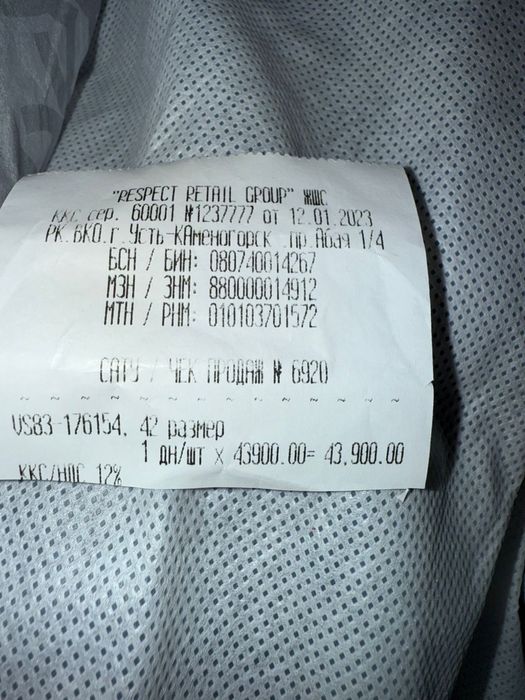 "RESPECT RETAIL GROUP" ЖШС
ККС сер. 60001 №1237777 от 12.01.2023
РК.ВКО.г.Усть-КАменогорск .пр.Абая 1/4
БСН / БИН: 080740014267
МЗН / ЗНМ: 880000014912
МТН / РНМ: 010103701572
САТУ / ЧЕК ПРОДАЖ № 6920
~ ~ ~ ~ ~ ~ ~ ~ ~ ~ ~ ~ ~ ~ ~
VS83-176154, 42 размер
1 ДН/ШТ X 43900.00= 43,900.00
ККС/НДС 12%